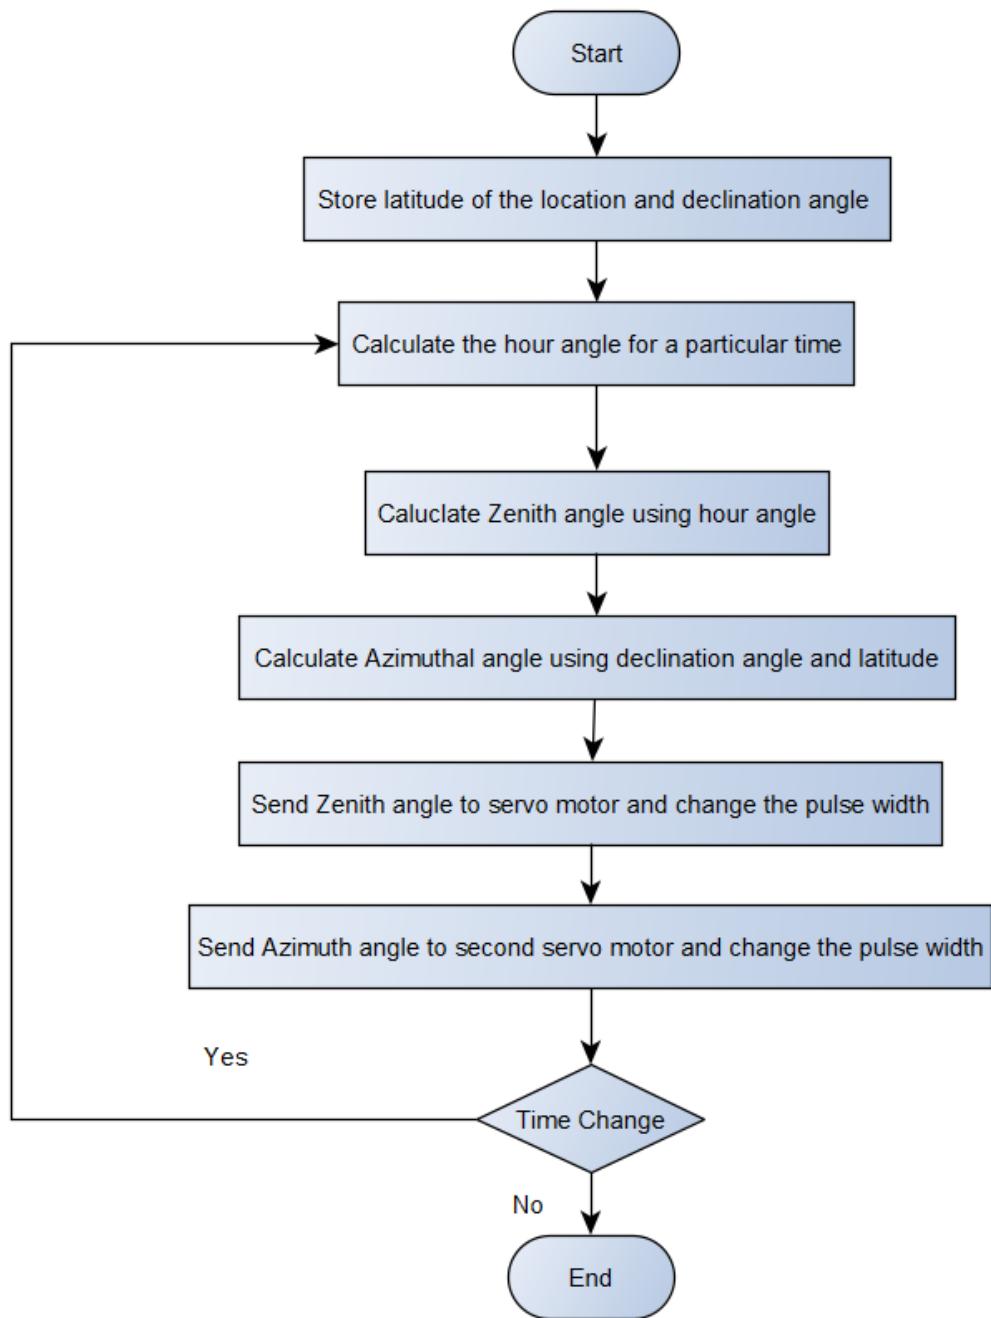 Start
Store latitude of the location and declination angle
Calculate the hour angle for a particular time
Caluclate Zenith angle using hour angle
Calculate Azimuthal angle using declination angle and latitude
Send Zenith angle to servo motor and change the pulse width
Send Azimuth angle to second servo motor and change the pulse width
Yes
Time Change
No
End